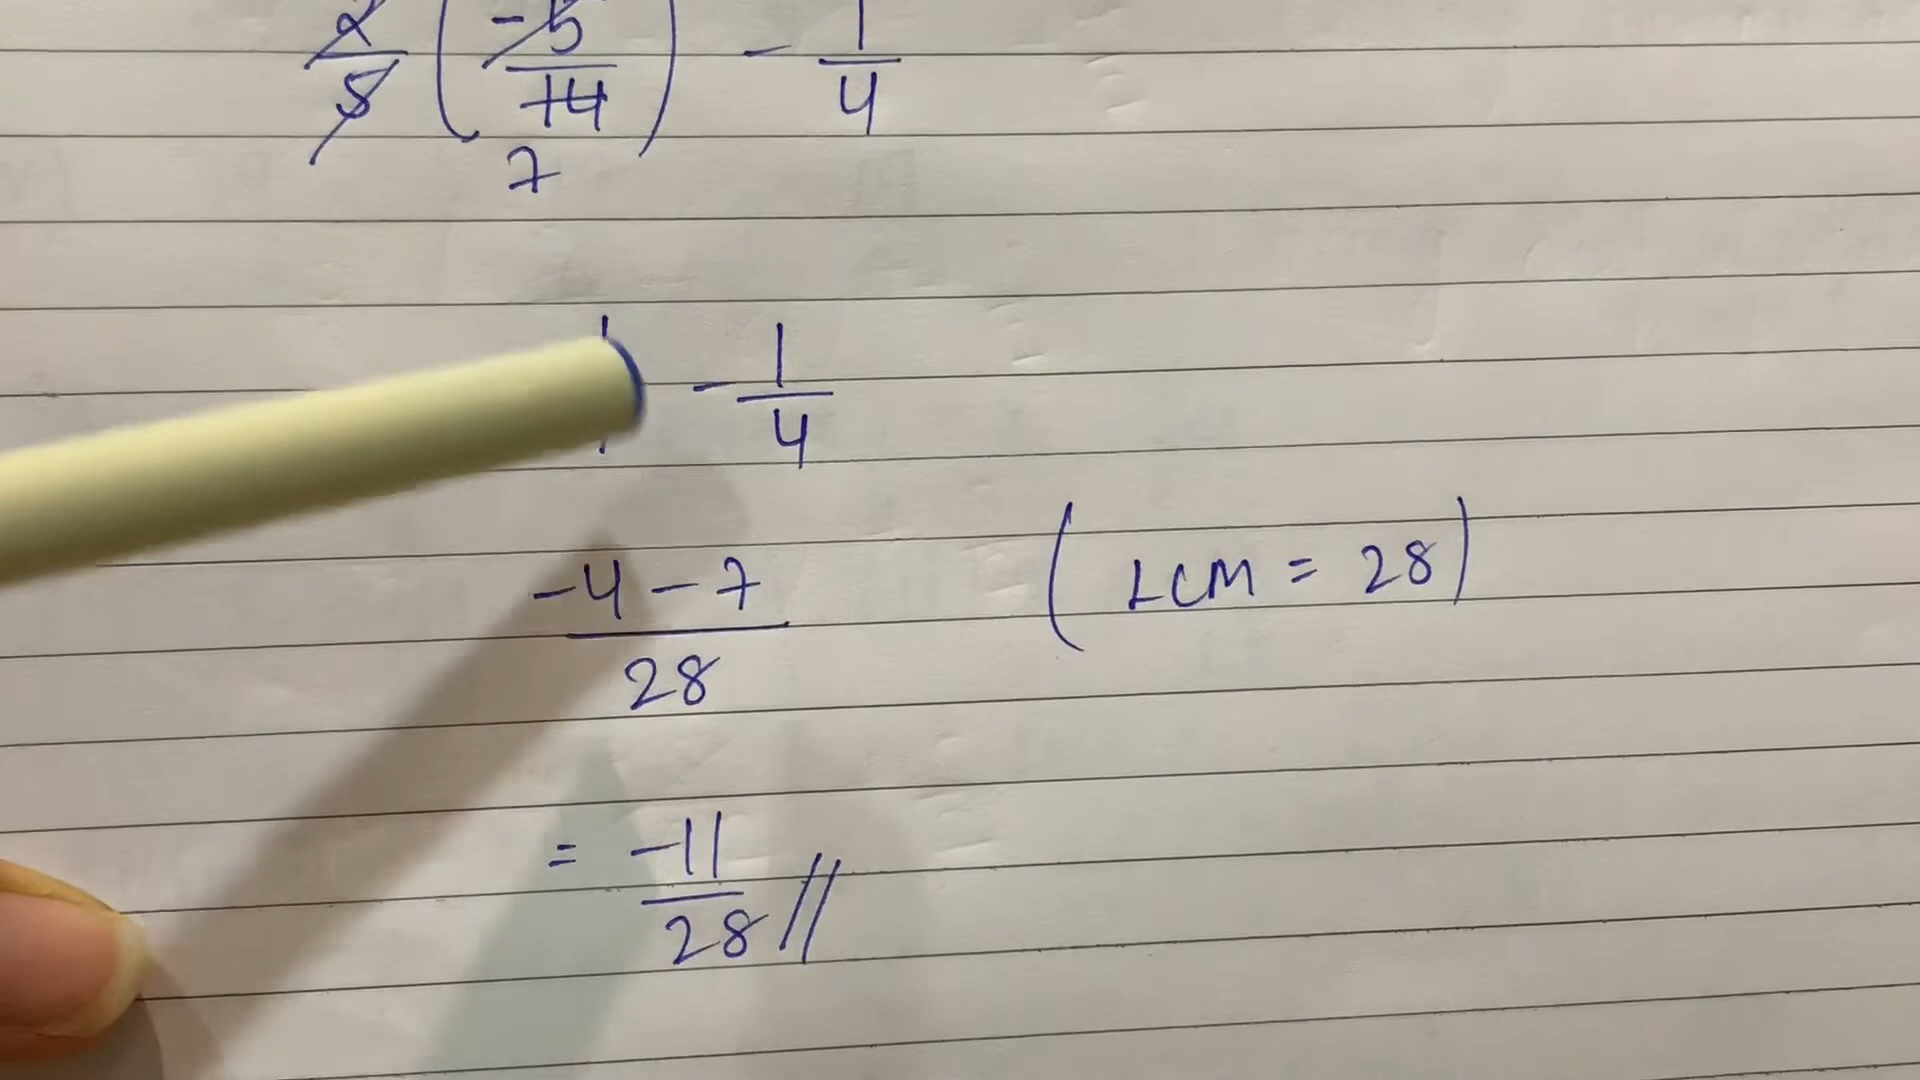 2/5 (-5/14) - 1/4
7
- 1/4
-4 - 7 / 28 (LCM = 28)
= -11/28 //